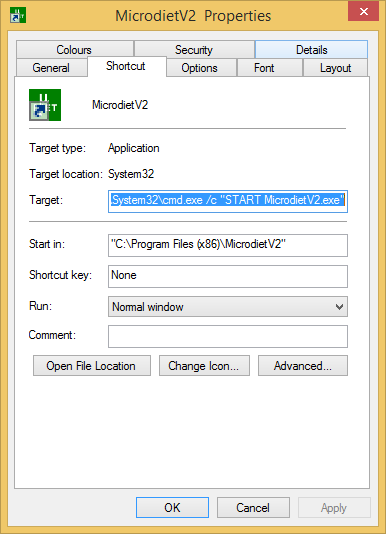 MicrodietV2 Properties
Colours Security Details
General Shortcut Options Font Layout
MicrodietV2
Target type: Application
Target location: System32
Target: System32\cmd.exe /c "START MicrodietV2.exe"
Start in: "C:\Program Files (x86)\MicrodietV2"
Shortcut key: None
Run: Normal window
Comment:
Open File Location Change Icon... Advanced...
OK Cancel Apply